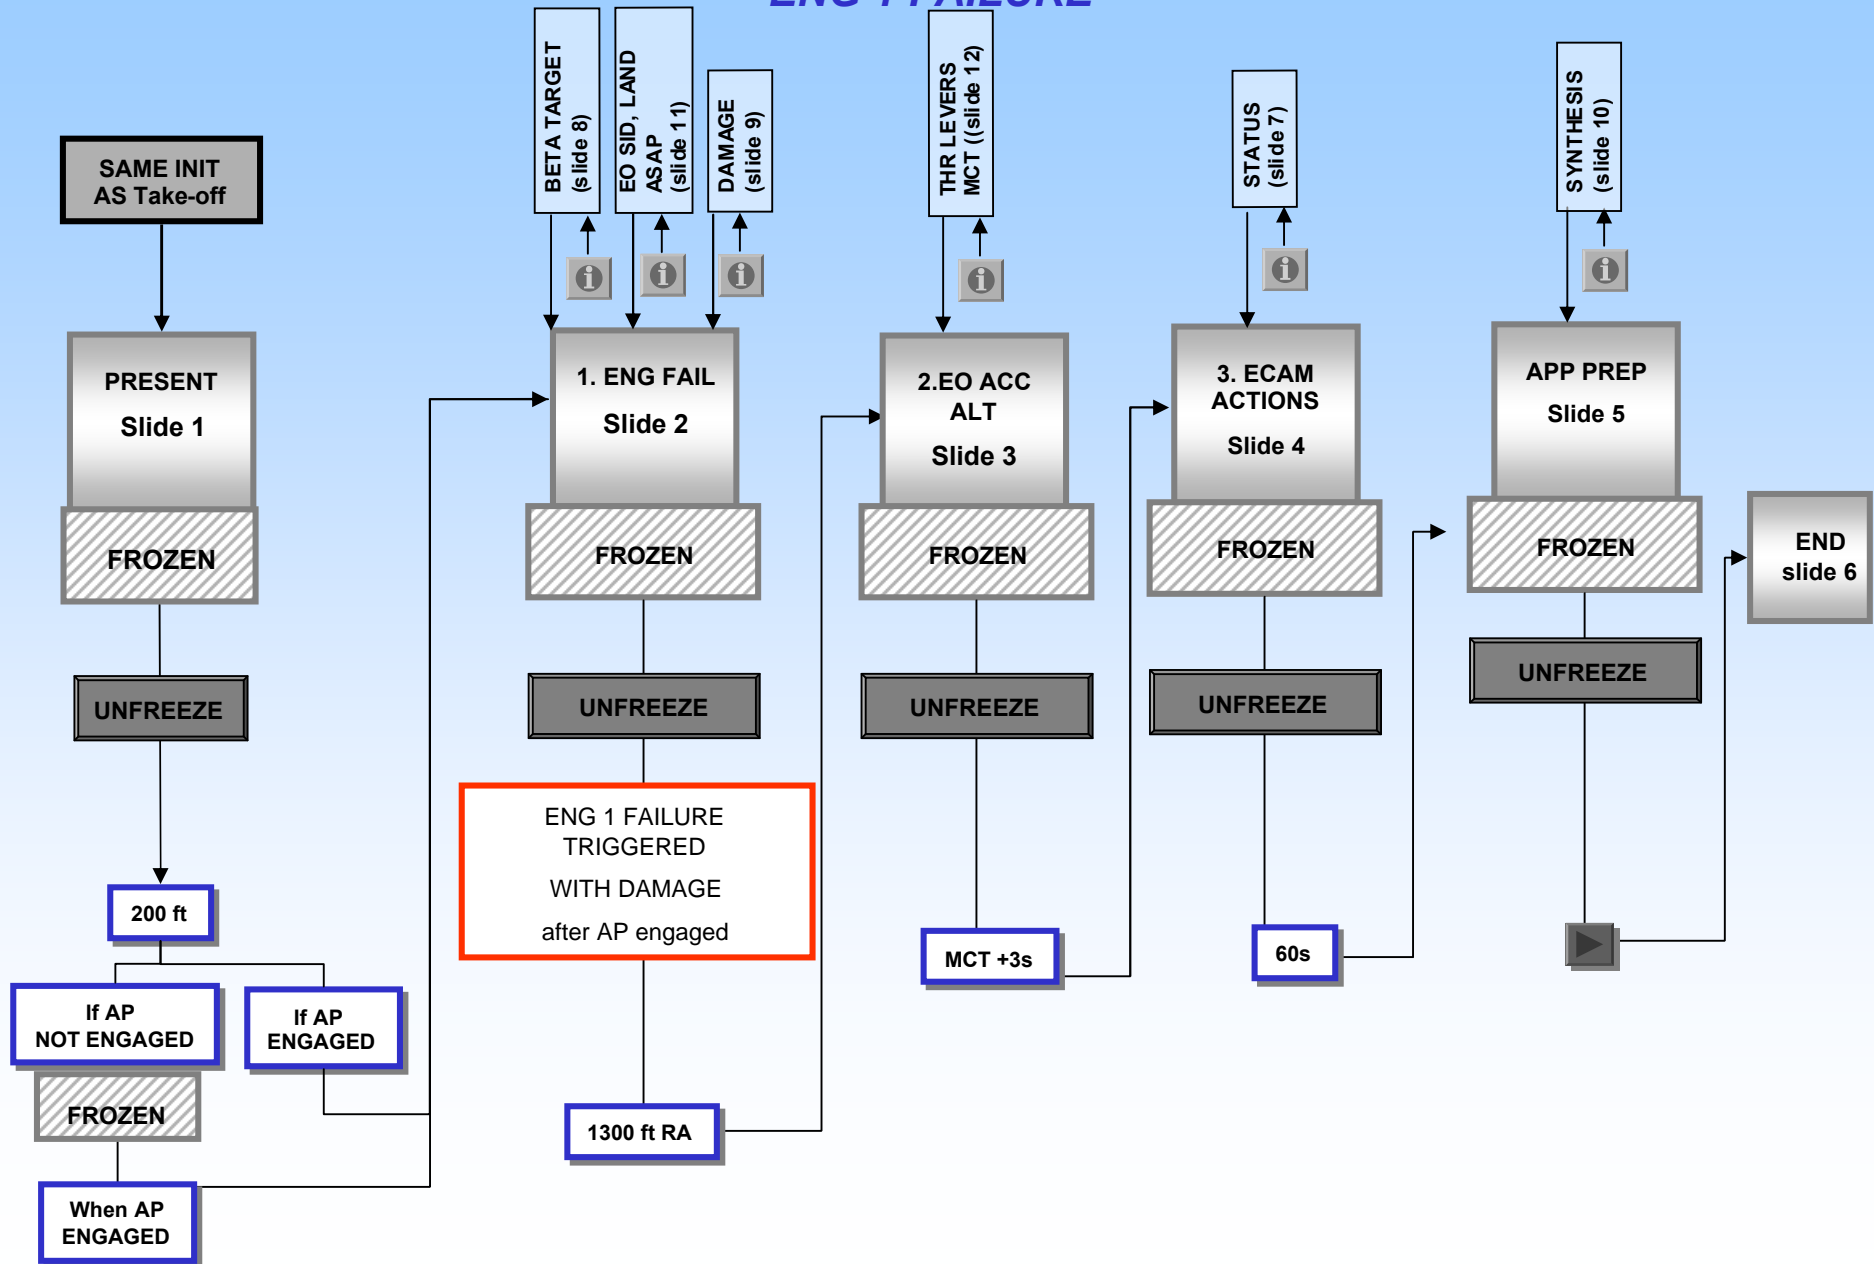 ENG 1 FAILURE
BETA TARGET
(slide 8)
EO SID, LAND
ASAP
(slide 11)
DAMAGE
(slide 9)
THR LEVERS
MCT ((slide 12)
STATUS
(slide 7)
SYNTHESIS
(slide 10)
SAME INIT
AS Take-off
PRESENT
Slide 1
FROZEN
UNFREEZE
200 ft
If AP
NOT ENGAGED
If AP
ENGAGED
FROZEN
When AP
ENGAGED
1. ENG FAIL
Slide 2
FROZEN
UNFREEZE
ENG 1 FAILURE
TRIGGERED
WITH DAMAGE
after AP engaged
1300 ft RA
2.EO ACC
ALT
Slide 3
FROZEN
UNFREEZE
MCT +3s
3. ECAM
ACTIONS
Slide 4
FROZEN
UNFREEZE
60s
APP PREP
Slide 5
FROZEN
UNFREEZE
END
slide 6